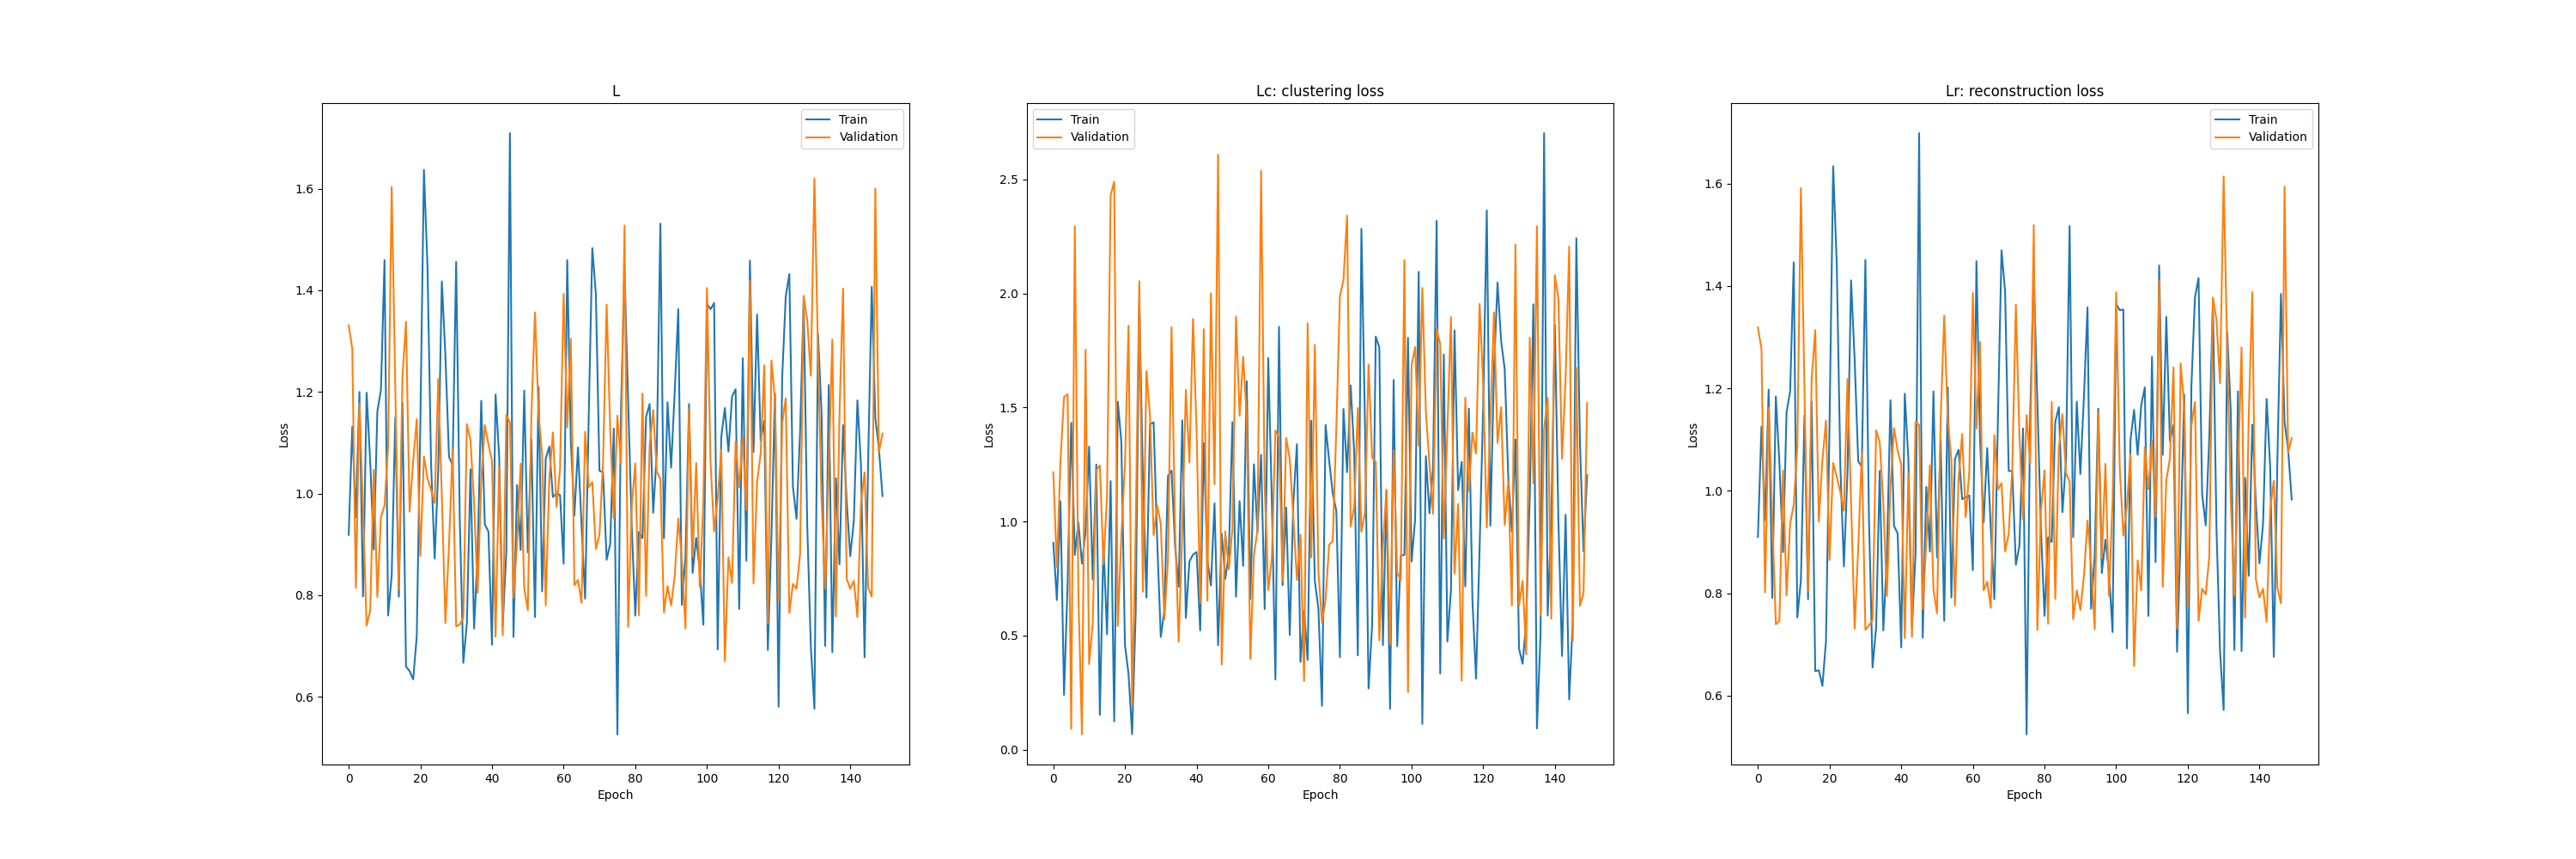 L
Train
Validation
1.6
1.4
1.2
1.0
0.8
0.6
Loss
0 20 40 60 80 100 120 140
Epoch
Lc: clustering loss
Train
Validation
2.5
2.0
1.5
1.0
0.5
0.0
Loss
0 20 40 60 80 100 120 140
Epoch
Lr: reconstruction loss
Train
Validation
1.6
1.4
1.2
1.0
0.8
0.6
Loss
0 20 40 60 80 100 120 140
Epoch